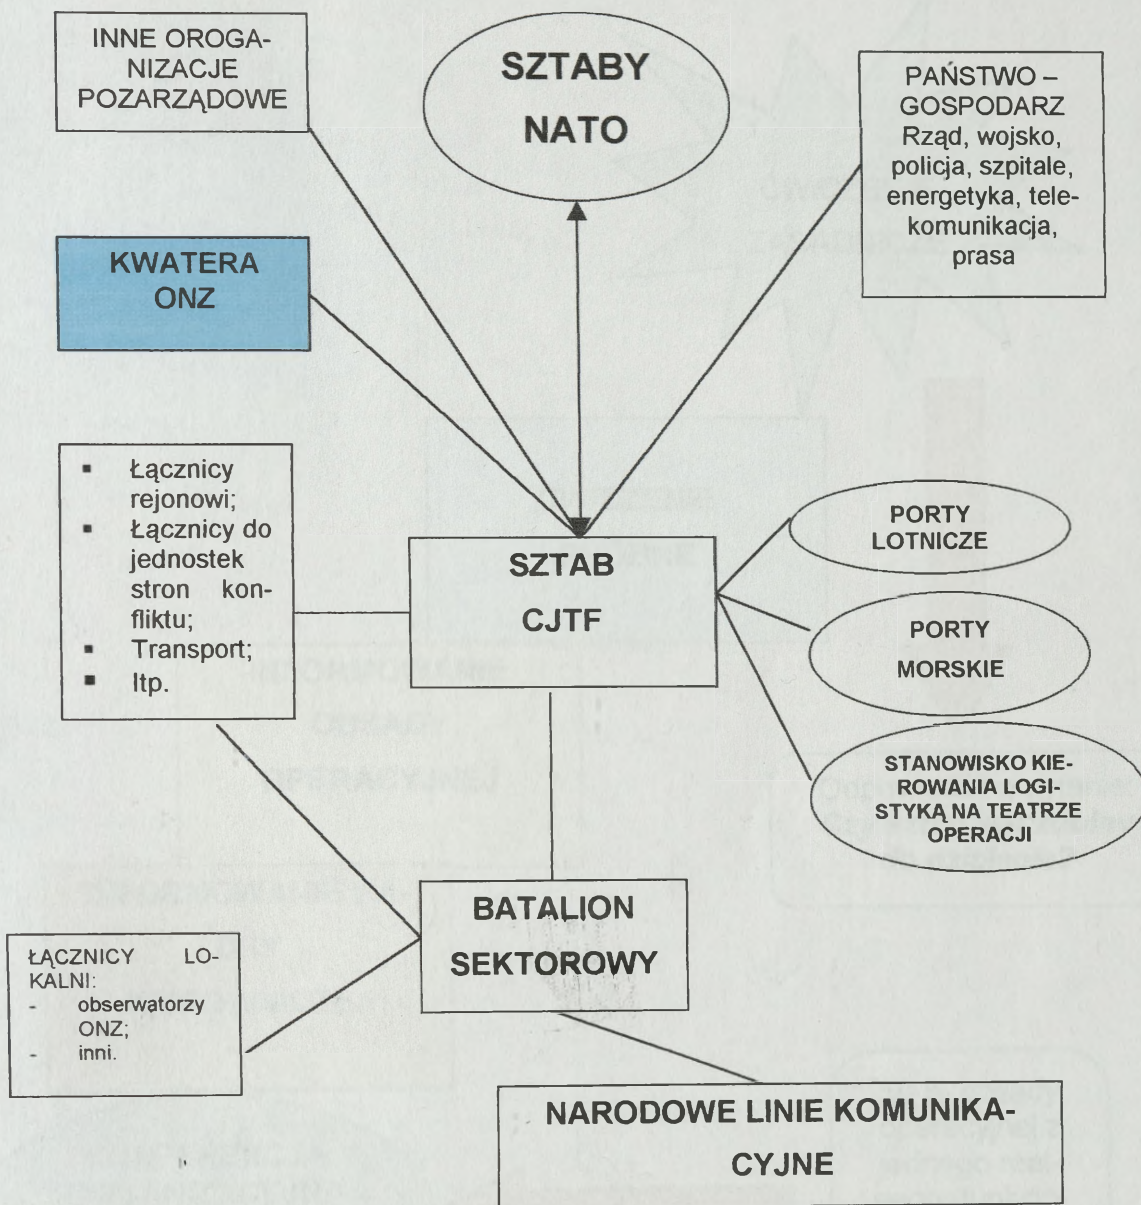 INNE OROGA-
NIZACJE
POZARZĄDOWE
SZTABY
NATO
PAŃSTWO –
GOSPODARZ
Rząd, wojsko,
policja, szpitale,
energetyka, tele-
komunikacja,
prasa
KWATERA
ONZ
▪ Łącznicy
rejonowi;
▪ Łącznicy do
jednostek
stron kon-
fliktu;
▪ Transport;
▪ Itp.
SZTAB
CJTF
PORTY
LOTNICZE
PORTY
MORSKIE
STANOWISKO KIE-
ROWANIA LOGI-
STYKĄ NA TEATRZE
OPERACJI
BATALION
SEKTOROWY
ŁĄCZNICY LO-
KALNI:
- obserwatorzy
ONZ;
- inni.
NARODOWE LINIE KOMUNIKA-
CYJNE